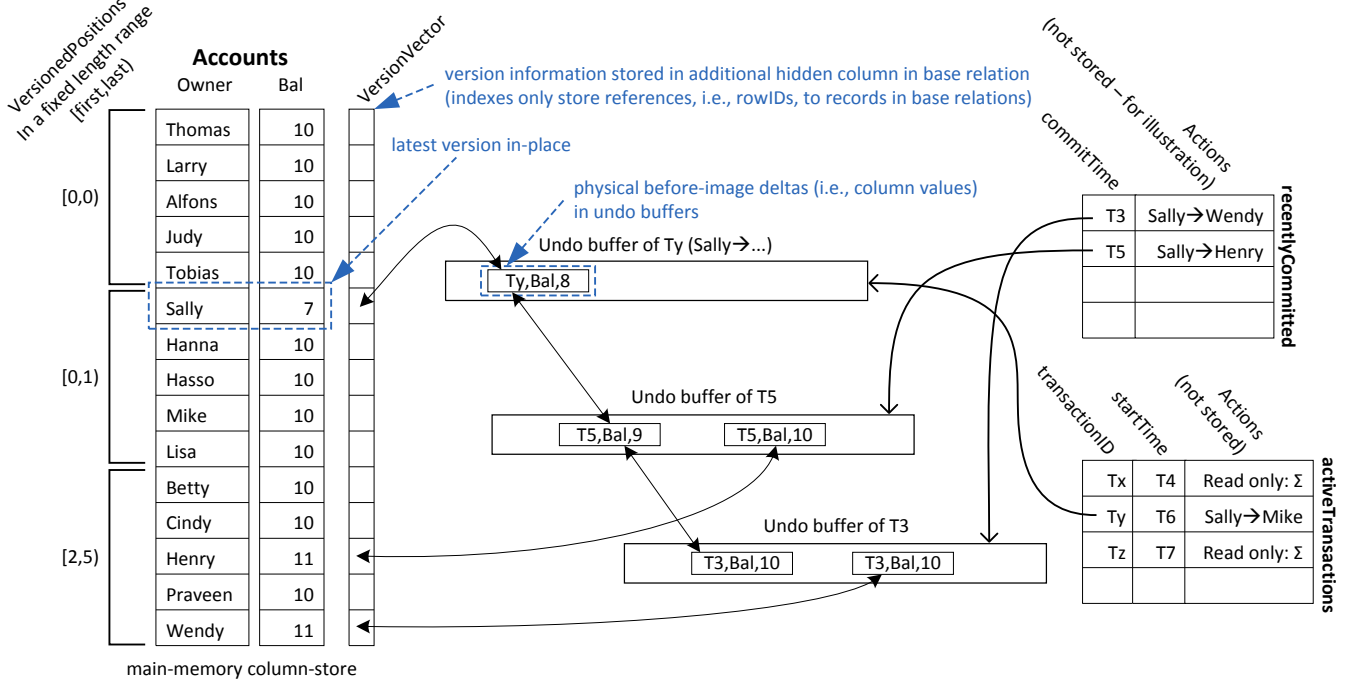 VersionedPositions
In a fixed length range
[first,last)
Accounts
Owner Bal
VersionVector
version information stored in additional hidden column in base relation
(indexes only store references, i.e., rowIDs, to records in base relations)
latest version in-place
physical before-image deltas (i.e., column values)
in undo buffers
[0,0)
[0,1)
[2,5)
Thomas 10
Larry 10
Alfons 10
Judy 10
Tobias 10
Sally 7
Hanna 10
Hasso 10
Mike 10
Lisa 10
Betty 10
Cindy 10
Henry 11
Praveen 10
Wendy 11
main-memory column-store
Undo buffer of Ty (Sally→...)
Ty,Bal,8
Undo buffer of T5
T5,Bal,9 T5,Bal,10
Undo buffer of T3
T3,Bal,10 T3,Bal,10
commitTime
Actions
(not stored – for illustration)
T3 Sally→Wendy
T5 Sally→Henry
recentlyCommitted
transactionID
startTime
Actions
(not stored)
Tx T4 Read only: Σ
Ty T6 Sally→Mike
Tz T7 Read only: Σ
activeTransactions